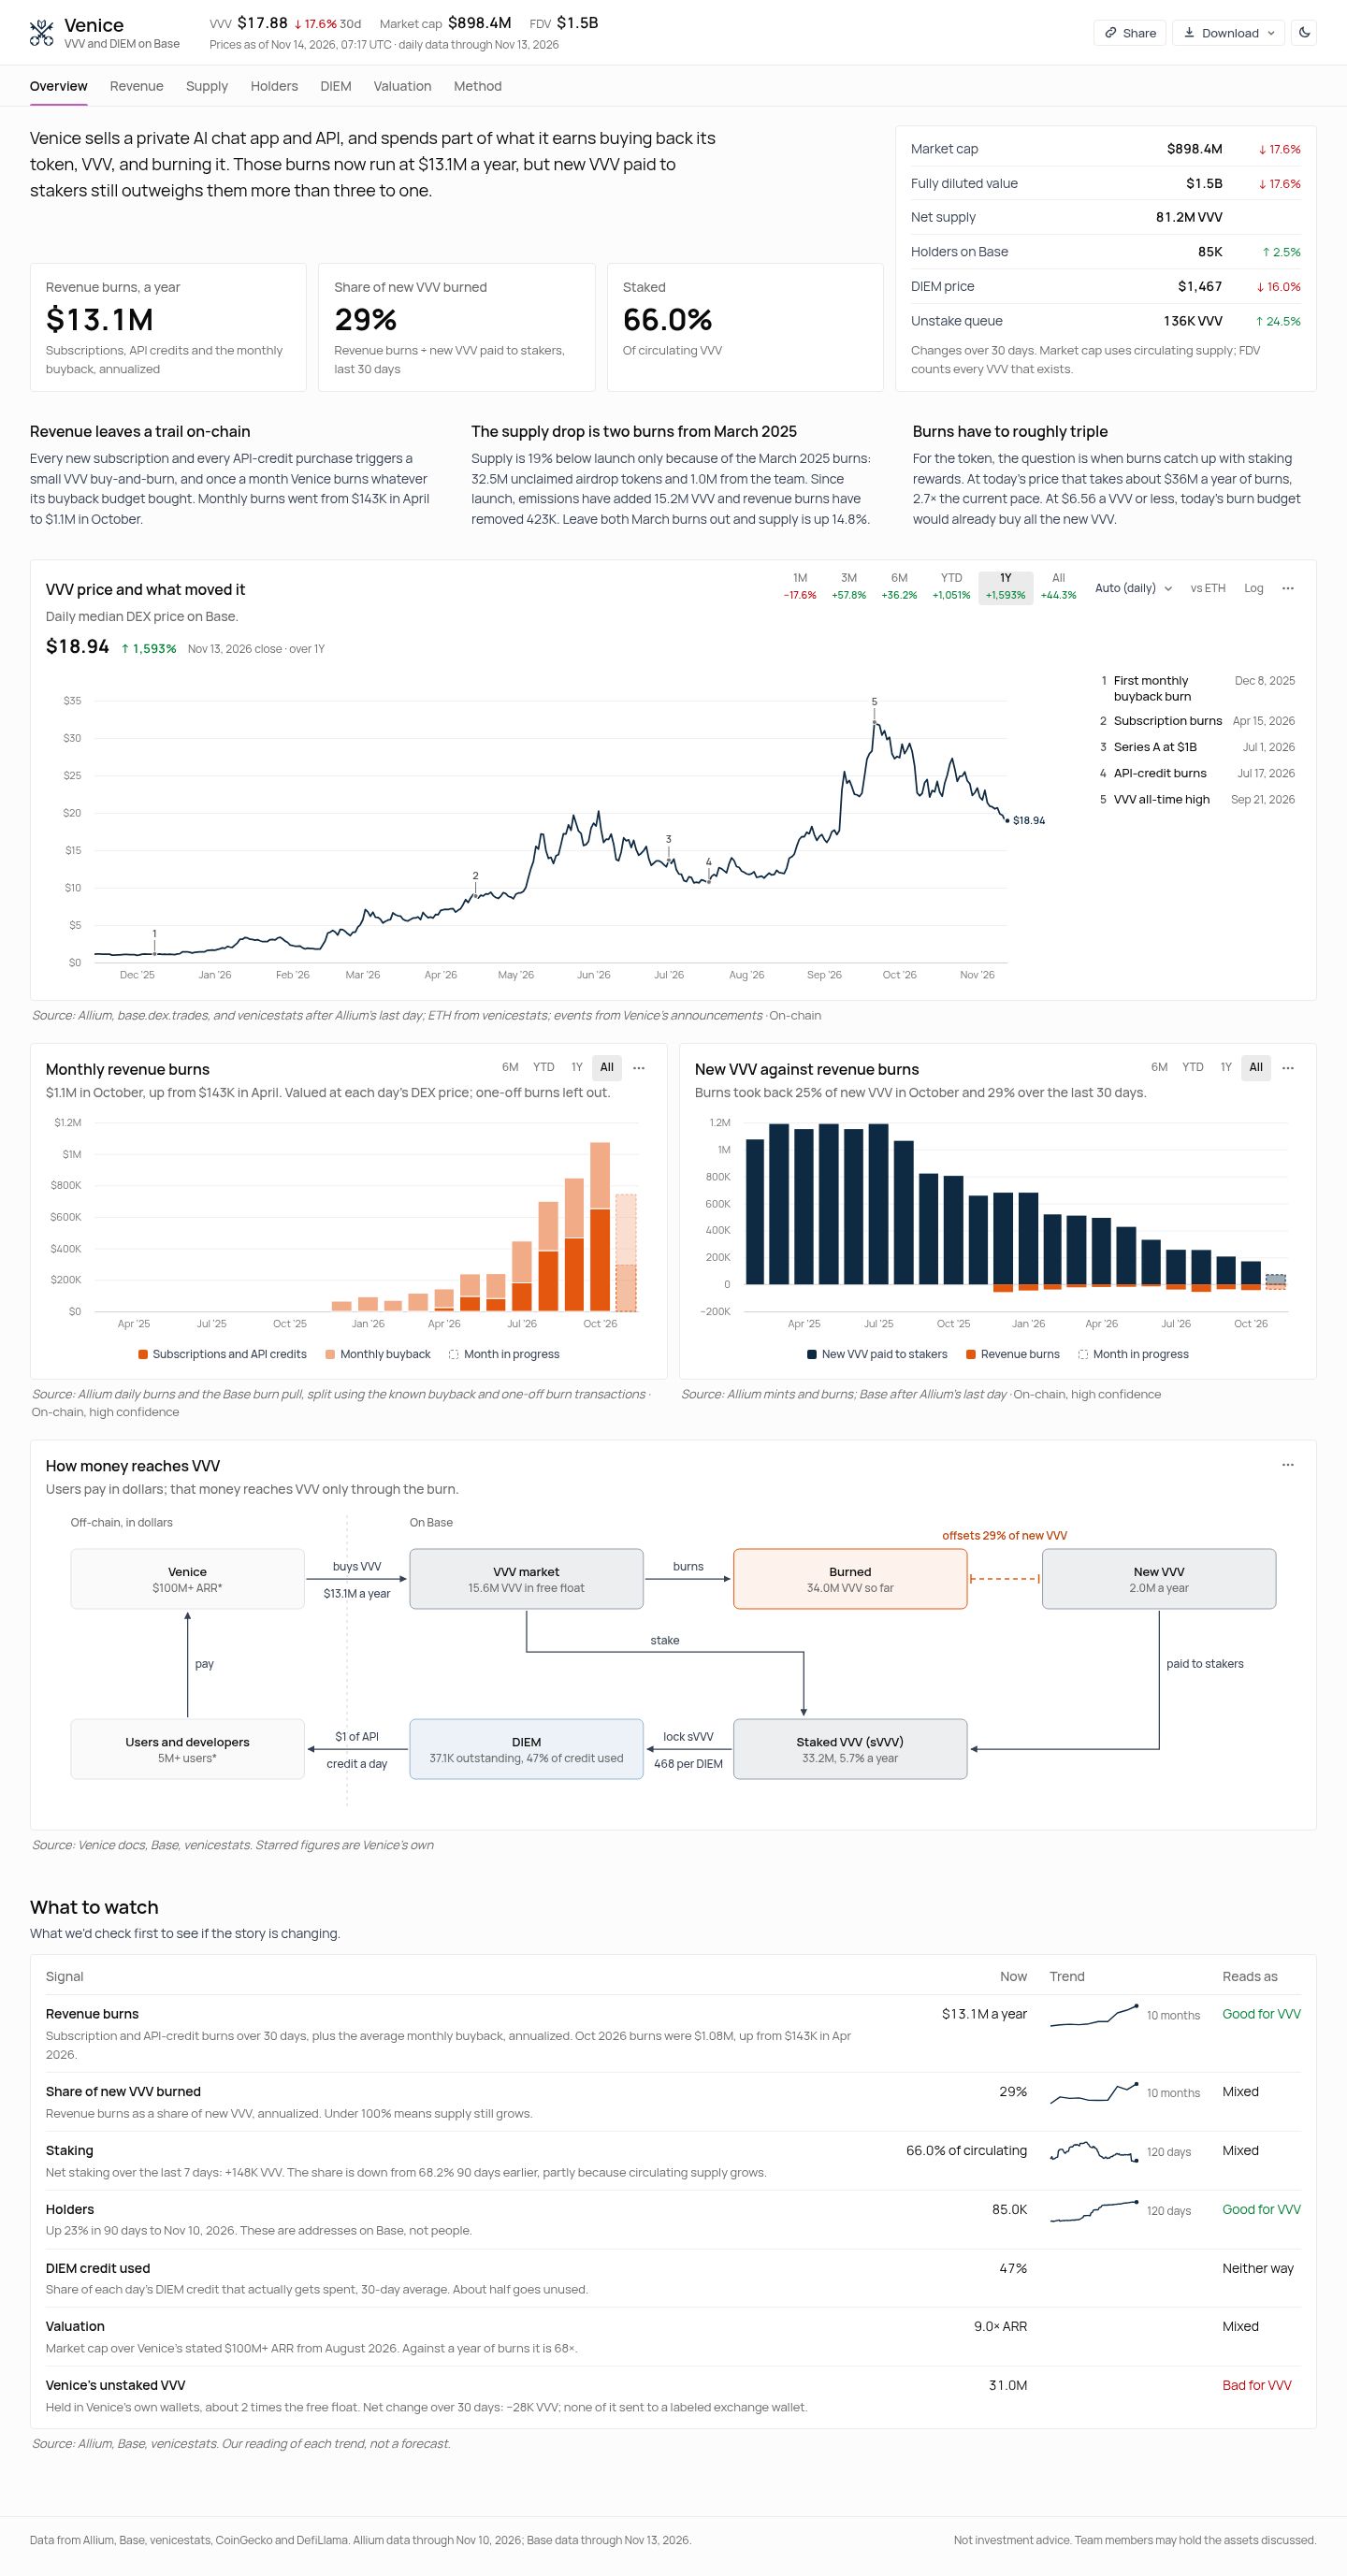 Venice
VVV and DIEM on Base
VVV $17.88 ↓ 17.6% 30d Market cap $898.4M FDV $1.5B
Prices as of Nov 14, 2026, 07:17 UTC · daily data through Nov 13, 2026
Share
Download
Overview Revenue Supply Holders DIEM Valuation Method
Venice sells a private AI chat app and API, and spends part of what it earns buying back its
token, VVV, and burning it. Those burns now run at $13.1M a year, but new VVV paid to
stakers still outweighs them more than three to one.
Revenue burns, a year
$13.1M
Subscriptions, API credits and the monthly
buyback, annualized
Share of new VVV burned
29%
Revenue burns ÷ new VVV paid to stakers,
last 30 days
Staked
66.0%
Of circulating VVV
Market cap $898.4M ↓ 17.6%
Fully diluted value $1.5B ↓ 17.6%
Net supply 81.2M VVV
Holders on Base 85K ↑ 2.5%
DIEM price $1,467 ↓ 16.0%
Unstake queue 136K VVV ↑ 24.5%
Changes over 30 days. Market cap uses circulating supply; FDV
counts every VVV that exists.
Revenue leaves a trail on-chain
Every new subscription and every API-credit purchase triggers a
small VVV buy-and-burn, and once a month Venice burns whatever
its buyback budget bought. Monthly burns went from $143K in April
to $1.1M in October.
The supply drop is two burns from March 2025
Supply is 19% below launch only because of the March 2025 burns:
32.5M unclaimed airdrop tokens and 1.0M from the team. Since
launch, emissions have added 15.2M VVV and revenue burns have
removed 423K. Leave both March burns out and supply is up 14.8%.
Burns have to roughly triple
For the token, the question is when burns catch up with staking
rewards. At today's price that takes about $36M a year of burns,
2.7× the current pace. At $6.56 a VVV or less, today's burn budget
would already buy all the new VVV.
VVV price and what moved it
Daily median DEX price on Base.
1M 3M 6M YTD 1Y All
−17.6% +57.8% +36.2% +1,051% +1,593% +44.3%
Auto (daily) vs ETH Log
$18.94 ↑ 1,593% Nov 13, 2026 close · over 1Y
$35
$30
$25
$20
$15
$10
$5
$0
1
2
3
4
5
$18.94
Dec '25 Jan '26 Feb '26 Mar '26 Apr '26 May '26 Jun '26 Jul '26 Aug '26 Sep '26 Oct '26 Nov '26
1 First monthly Dec 8, 2025
buyback burn
2 Subscription burns Apr 15, 2026
3 Series A at $1B Jul 1, 2026
4 API-credit burns Jul 17, 2026
5 VVV all-time high Sep 21, 2026
Source: Allium, base.dex.trades, and venicestats after Allium's last day; ETH from venicestats; events from Venice's announcements · On-chain
Monthly revenue burns
6M YTD 1Y All
$1.1M in October, up from $143K in April. Valued at each day's DEX price; one-off burns left out.
$1.2M
$1M
$800K
$600K
$400K
$200K
$0
Apr '25 Jul '25 Oct '25 Jan '26 Apr '26 Jul '26 Oct '26
Subscriptions and API credits Monthly buyback Month in progress
Source: Allium daily burns and the Base burn pull, split using the known buyback and one-off burn transactions ·
On-chain, high confidence
New VVV against revenue burns
6M YTD 1Y All
Burns took back 25% of new VVV in October and 29% over the last 30 days.
1.2M
1M
800K
600K
400K
200K
0
−200K
Apr '25 Jul '25 Oct '25 Jan '26 Apr '26 Jul '26 Oct '26
New VVV paid to stakers Revenue burns Month in progress
Source: Allium mints and burns; Base after Allium's last day · On-chain, high confidence
How money reaches VVV
Users pay in dollars; that money reaches VVV only through the burn.
Off-chain, in dollars
On Base
offsets 29% of new VVV
Venice
$100M+ ARR*
buys VVV
$13.1M a year
VVV market
15.6M VVV in free float
burns
Burned
34.0M VVV so far
New VVV
2.0M a year
stake
pay
paid to stakers
Users and developers
5M+ users*
$1 of API
credit a day
DIEM
37.1K outstanding, 47% of credit used
lock sVVV
468 per DIEM
Staked VVV (sVVV)
33.2M, 5.7% a year
Source: Venice docs, Base, venicestats. Starred figures are Venice's own
What to watch
What we'd check first to see if the story is changing.
Signal Now Trend Reads as
Revenue burns $13.1M a year 10 months Good for VVV
Subscription and API-credit burns over 30 days, plus the average monthly buyback, annualized. Oct 2026 burns were $1.08M, up from $143K in Apr
2026.
Share of new VVV burned 29% 10 months Mixed
Revenue burns as a share of new VVV, annualized. Under 100% means supply still grows.
Staking 66.0% of circulating 120 days Mixed
Net staking over the last 7 days: +148K VVV. The share is down from 68.2% 90 days earlier, partly because circulating supply grows.
Holders 85.0K 120 days Good for VVV
Up 23% in 90 days to Nov 10, 2026. These are addresses on Base, not people.
DIEM credit used 47% Neither way
Share of each day's DIEM credit that actually gets spent, 30-day average. About half goes unused.
Valuation 9.0× ARR Mixed
Market cap over Venice's stated $100M+ ARR from August 2026. Against a year of burns it is 68×.
Venice's unstaked VVV 31.0M Bad for VVV
Held in Venice's own wallets, about 2 times the free float. Net change over 30 days: −28K VVV; none of it sent to a labeled exchange wallet.
Source: Allium, Base, venicestats. Our reading of each trend, not a forecast.
Data from Allium, Base, venicestats, CoinGecko and DefiLlama. Allium data through Nov 10, 2026; Base data through Nov 13, 2026.
Not investment advice. Team members may hold the assets discussed.